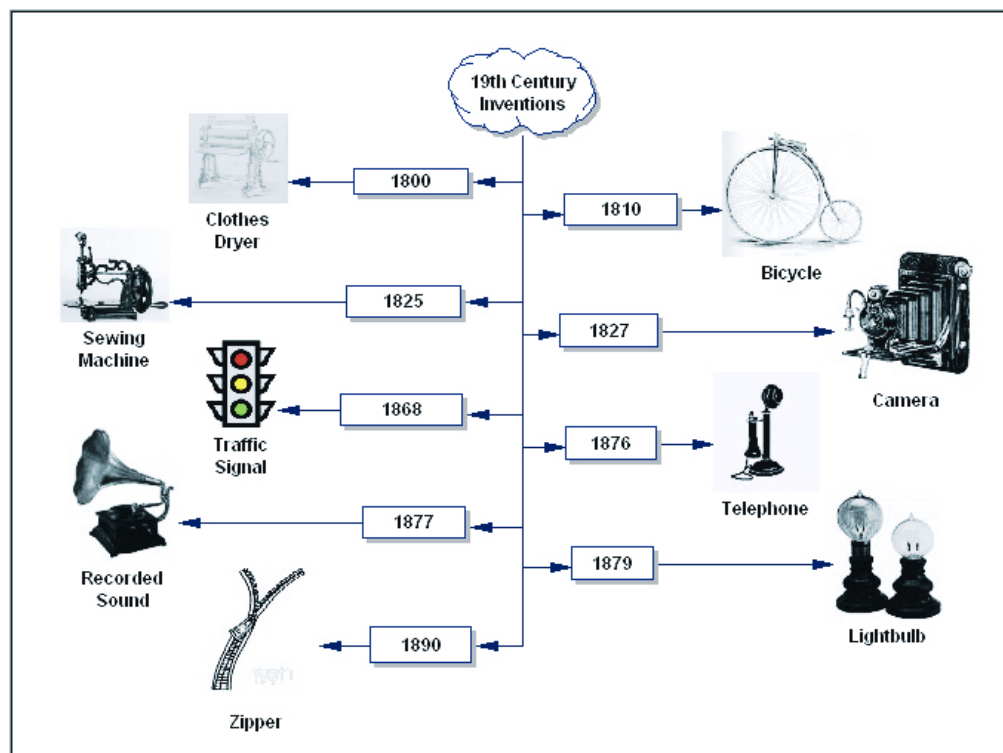 19th Century
Inventions
1800
Clothes
Dryer
1810
Bicycle
1825
Sewing
Machine
1827
Camera
1868
Traffic
Signal
1876
Telephone
1877
Recorded
Sound
1879
Lightbulb
1890
Zipper